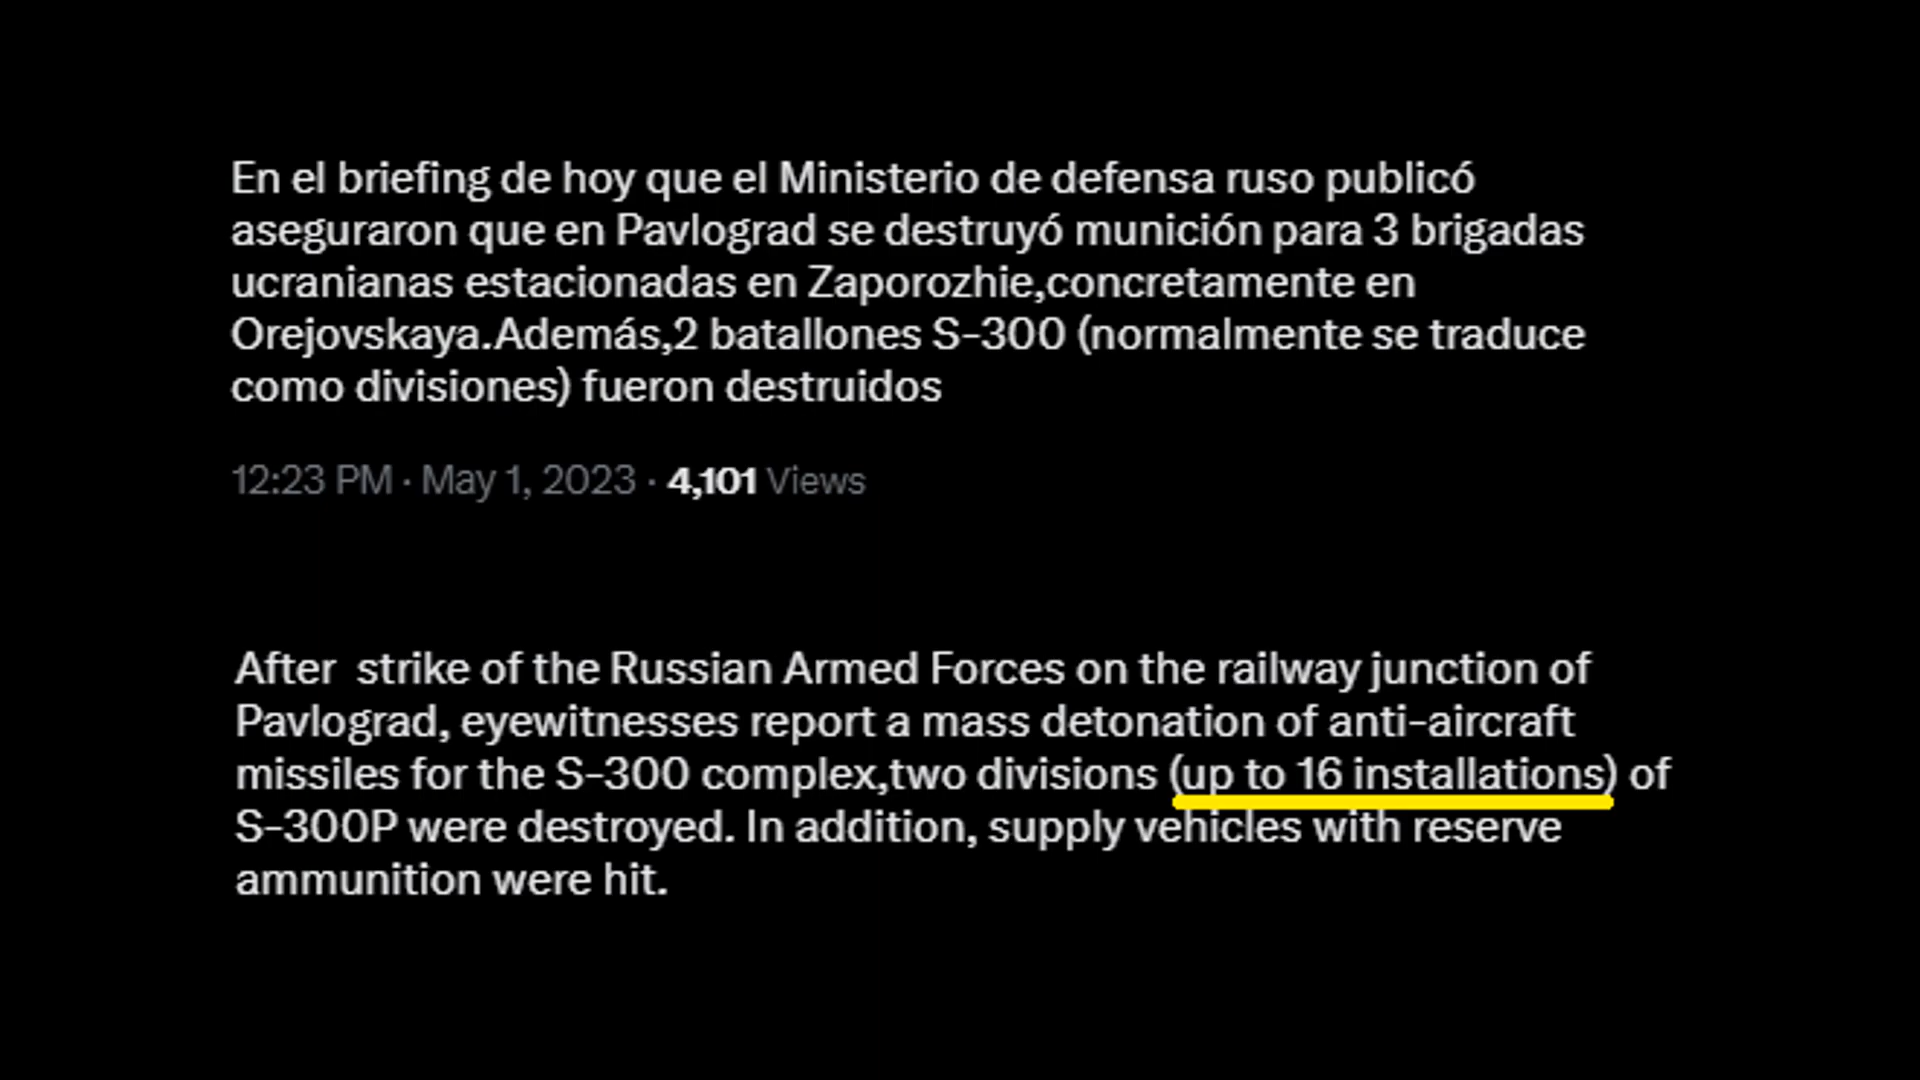 En el briefing de hoy que el Ministerio de defensa ruso publicó
aseguraron que en Pavlograd se destruyó munición para 3 brigadas
ucranianas estacionadas en Zaporozhie,concretamente en
Orejovskaya.Además,2 batallones S-300 (normalmente se traduce
como divisiones) fueron destruidos
12:23 PM · May 1, 2023 · 4,101 Views
After strike of the Russian Armed Forces on the railway junction of
Pavlograd, eyewitnesses report a mass detonation of anti-aircraft
missiles for the S-300 complex,two divisions (up to 16 installations) of
S-300P were destroyed. In addition, supply vehicles with reserve
ammunition were hit.